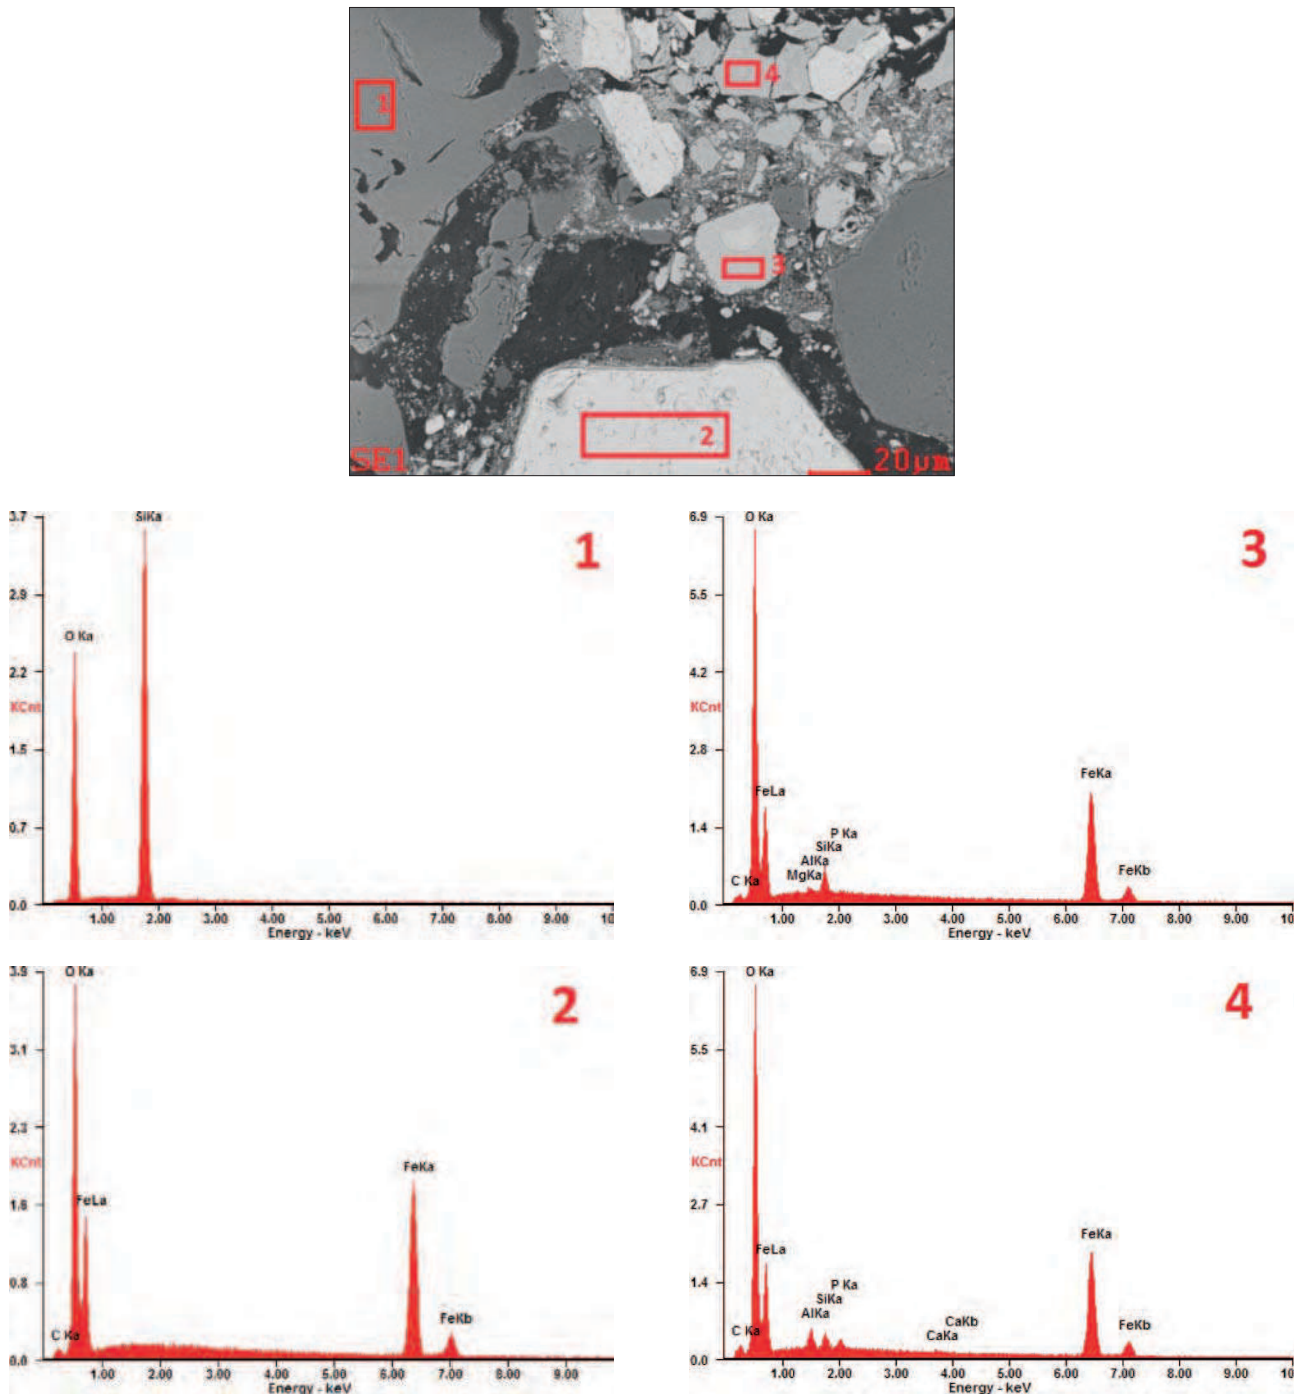 4
1
3
2
SE1
20µm
3.7
SiKa
1
2.9
O Ka
2.2
KCnt
1.5
0.7
0.0
1.00 2.00 3.00 4.00 5.00 6.00 7.00 8.00 9.00 10
Energy - keV
6.9
O Ka
3
5.5
4.2
KCnt
2.8
FeLa
FeKa
1.4
P Ka
SiKa
AlKa
MgKa
C Ka
FeKb
0.0
1.00 2.00 3.00 4.00 5.00 6.00 7.00 8.00 9.00 10
Energy - keV
3.9
O Ka
2
3.1
2.3
KCnt
FeKa
1.6
FeLa
0.8
FeKb
C Ka
0.0
1.00 2.00 3.00 4.00 5.00 6.00 7.00 8.00 9.00
Energy - keV
6.9
O Ka
4
5.5
4.1
KCnt
2.7
FeKa
FeLa
1.4
P Ka
SiKa
AlKa
CaKb
CaKa
C Ka
FeKb
0.0
1.00 2.00 3.00 4.00 5.00 6.00 7.00 8.00 9.00 10
Energy - keV